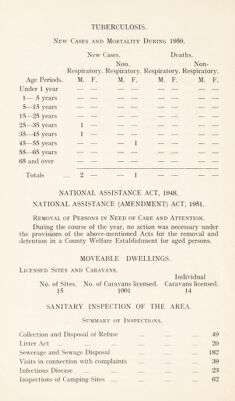 TUBERCULOSIS.
New Cases and Mortality During 1959.
New Cases. Deaths.
Non. Non-
Respiratory. Respiratory. Respiratory. Respiratory.
Age Periods. M. F. M. F. M. F. M. F.
Under 1 year — — — — — — — —
1— 5 years — — — — — — — —
5—15 years — — — — — — — —
15—25 years — — — — — — — —
25—35 years 1 — — — — — — —
35—45 years 1 — — — — — — —
45—55 years — — — 1 — — — —
55—65 years — — — — — — — —
65 and over — — — — — — — —
Totals ... 2 — — 1 — — — —
NATIONAL ASSISTANCE ACT, 1948.
NATIONAL ASSISTANCE (AMENDMENT) ACT, 1951.
Removal of Persons in Need of Care and Attention.
During the course of the year, no action was necessary under
the provisions of the above-mentioned Acts for the removal and
detention in a County Welfare Establishment for aged persons.
MOVEABLE DWELLINGS.
Licensed Sites and Caravans.
Individual
No. of Sites. No. of Caravans licensed. Caravans licensed.
15 1001 14
SANITARY INSPECTION OF THE AREA.
Summary of Inspections.
Collection and Disposal of Refuse ... ... ... 49
Litter Act ... ... ... ... ... 20
Sewerage and Sewage Disposal ... ... ... 182
Visits in connection with complaints ... ... ... 39
Infectious Disease ... ... ... ... 23
Inspections of Camping Sites ... ... ... ... 62